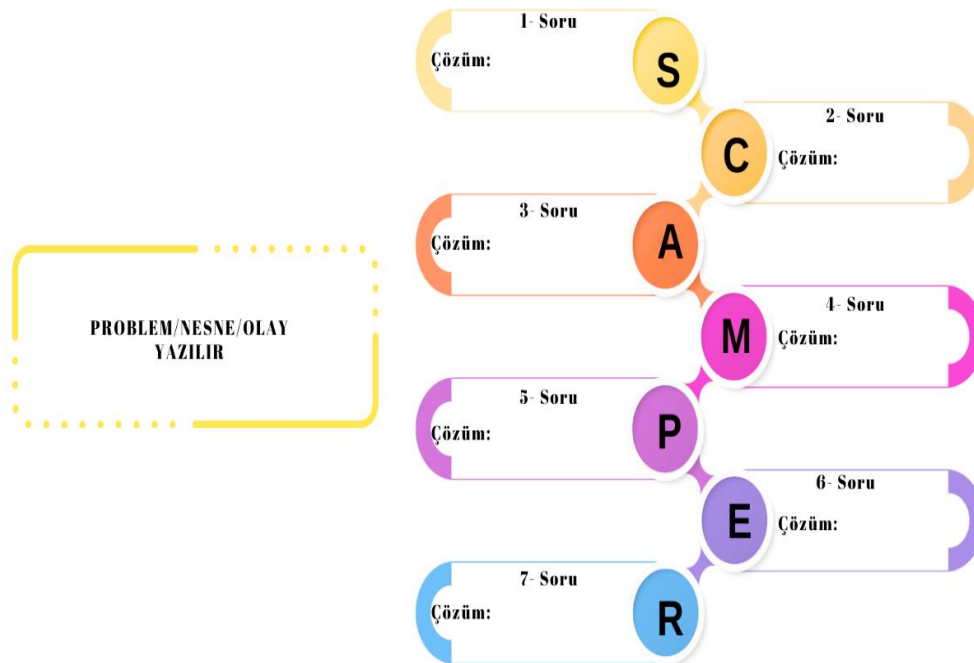 PROBLEM/NESNE/OLAY
YAZILIR
1- Soru
Çözüm:
S
2- Soru
Çözüm:
C
3- Soru
Çözüm:
A
4- Soru
Çözüm:
M
5- Soru
Çözüm:
P
6- Soru
Çözüm:
E
7- Soru
Çözüm:
R